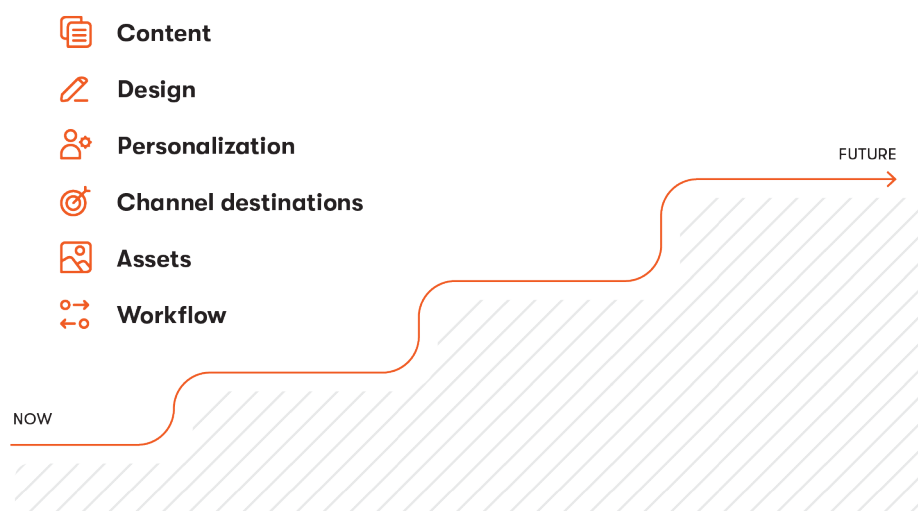 Content
Design
Personalization
Channel destinations
Assets
Workflow
FUTURE
NOW